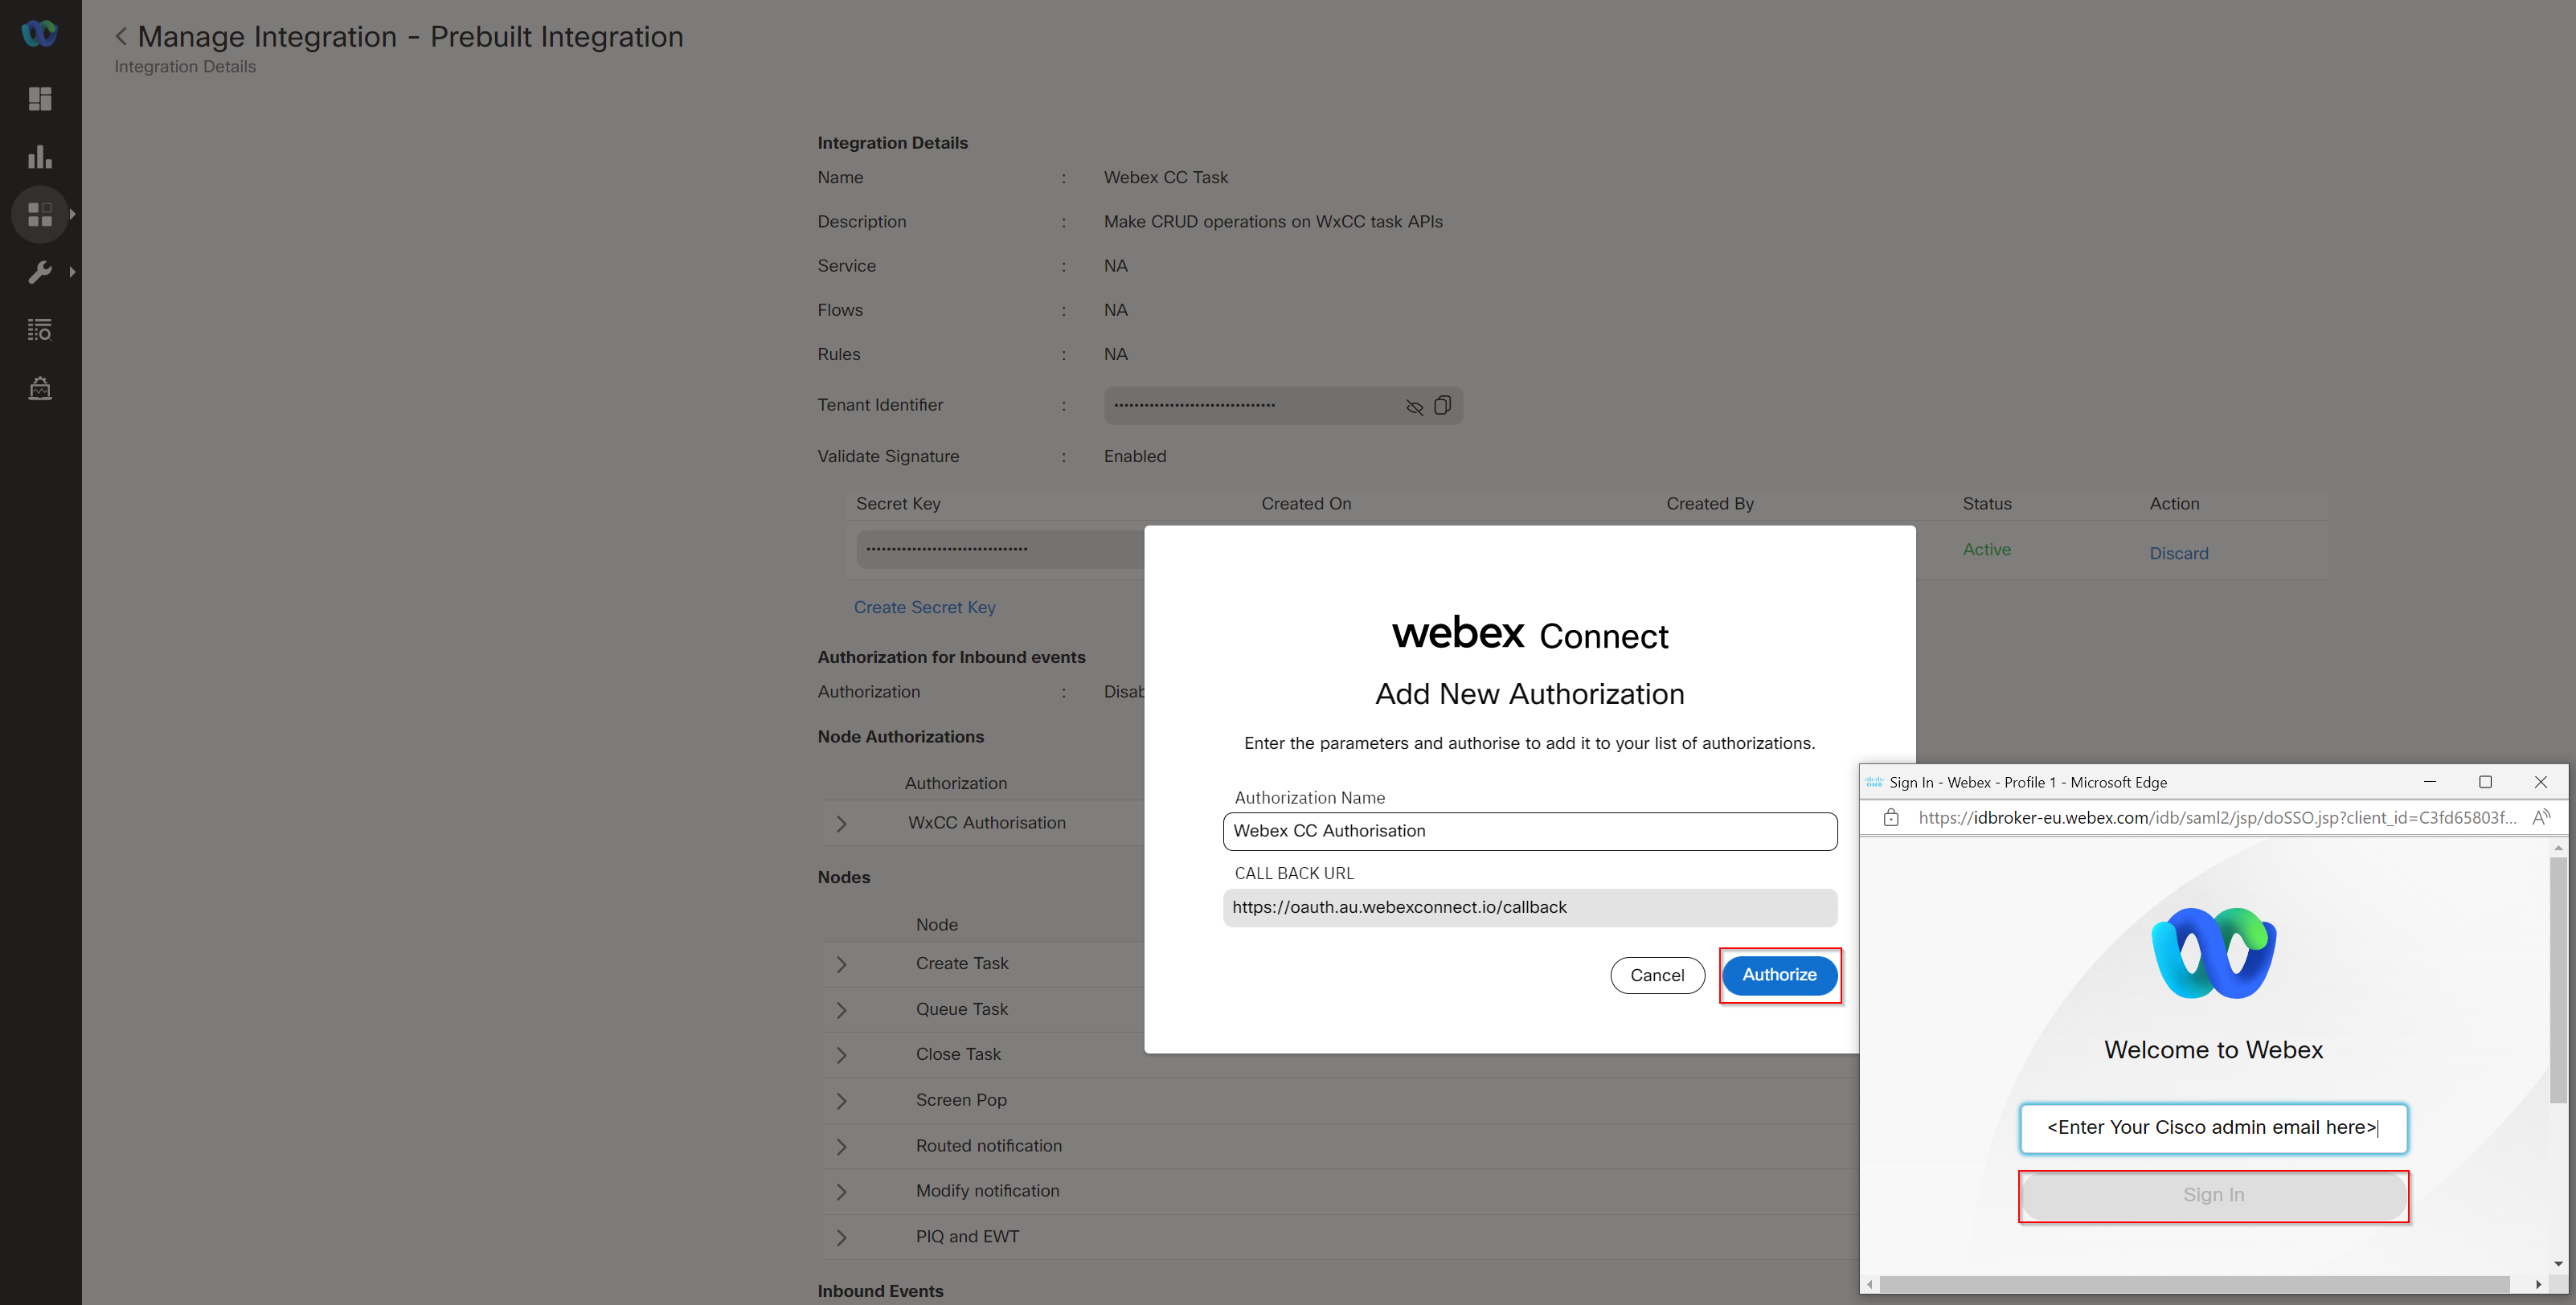 Manage Integration - Prebuilt Integration
Integration Details
Integration Details
Name : Webex CC Task
Description : Make CRUD operations on WxCC task APIs
Service : NA
Flows : NA
Rules : NA
Tenant Identifier :
Validate Signature : Enabled
Secret Key Created On Created By Status Action
Active Discard
Create Secret Key
Authorization for Inbound events
Authorization : Disab
Node Authorizations
Authorization
WxCC Authorisation
Nodes
Node
Create Task
Queue Task
Close Task
Screen Pop
Routed notification
Modify notification
PIQ and EWT
Inbound Events
webex Connect
Add New Authorization
Enter the parameters and authorise to add it to your list of authorizations.
Authorization Name
Webex CC Authorisation
CALL BACK URL
https://oauth.au.webexconnect.io/callback
Cancel Authorize
Sign In - Webex - Profile 1 - Microsoft Edge
https://idbroker-eu.webex.com/idb/saml2/jsp/doSSO.jsp?client_id=C3fd65803f...
Welcome to Webex
<Enter Your Cisco admin email here>
Sign In